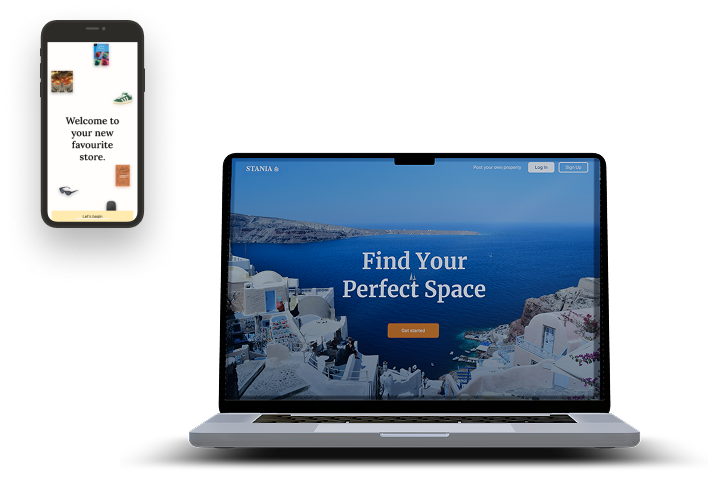 Welcome to
your new
favourite
store.
Let's begin
STANIA
Post your own property
Log In
Sign Up
Find Your
Perfect Space
Get started